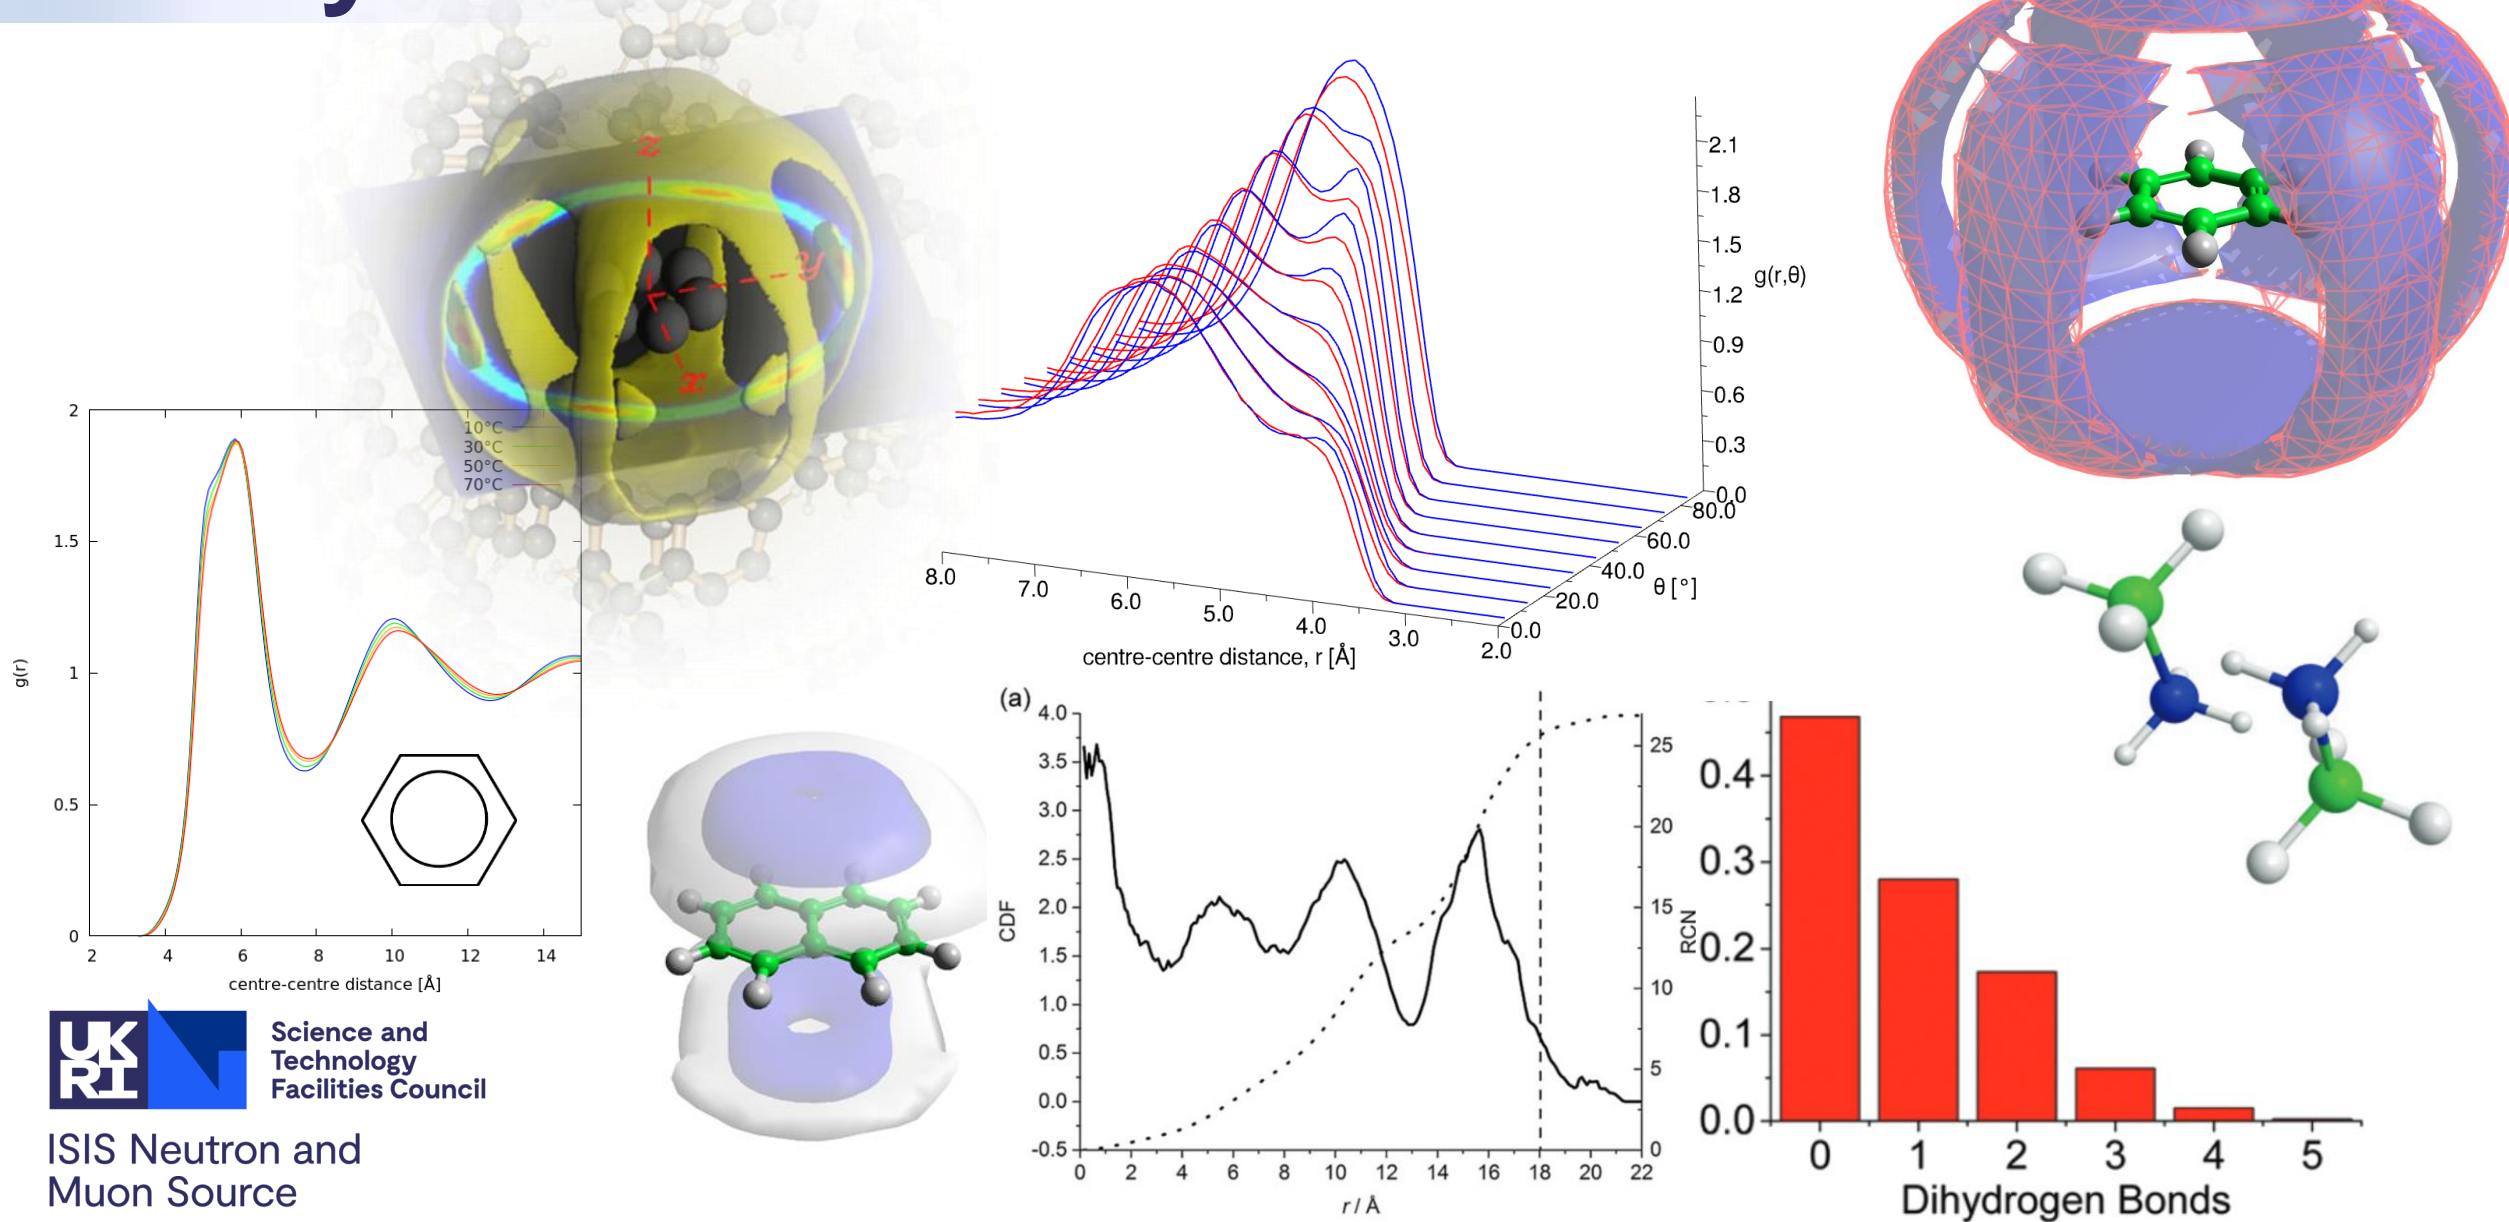 z
y
x
2
1.5
1
0.5
0
g(r)
10°C
30°C
50°C
70°C
2
4
6
8
10
12
14
centre-centre distance [Å]
2.1
1.8
1.5
1.2
0.9
0.6
0.3
0.0
g(r,θ)
80.0
60.0
40.0
20.0
0.0
θ [°]
8.0
7.0
6.0
5.0
4.0
3.0
2.0
centre-centre distance, r [Å]
(a)
4.0
3.5
3.0
2.5
2.0
1.5
1.0
0.5
0.0
-0.5
CDF
0
2
4
6
8
10
12
14
16
18
20
22
r / Å
25
20
15
10
5
0
RCN
0.4
0.3
0.2
0.1
0.0
0
1
2
3
4
5
Dihydrogen Bonds
UK
RI
Science and
Technology
Facilities Council
ISIS Neutron and
Muon Source